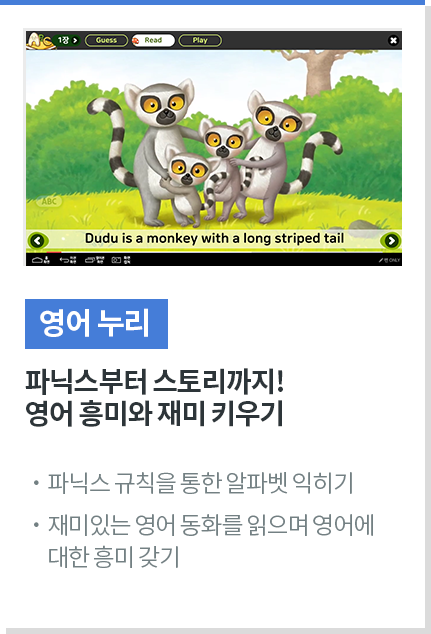 ABC 1장 > Guess Read Play
ABC
Dudu is a monkey with a long striped tail
영어 누리
파닉스부터 스토리까지!
영어 흥미와 재미 키우기
• 파닉스 규칙을 통한 알파벳 익히기
• 재미있는 영어 동화를 읽으며 영어에
대한 흥미 갖기